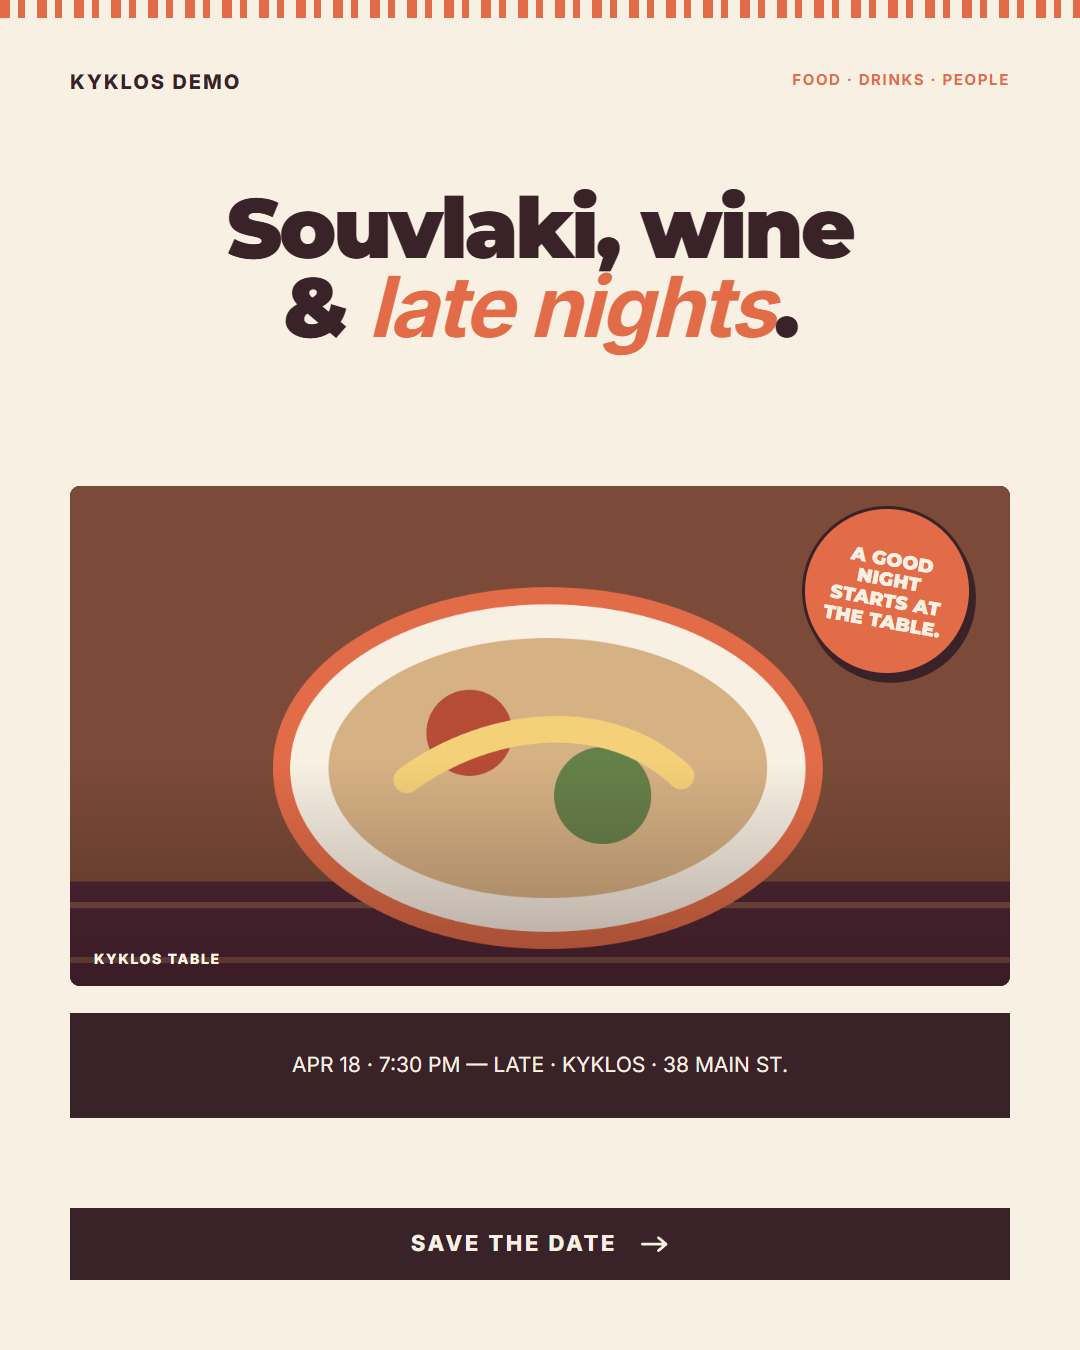 KYKLOS DEMO
FOOD · DRINKS · PEOPLE
Souvlaki, wine
& late nights.
A GOOD
NIGHT
STARTS AT
THE TABLE.
KYKLOS TABLE
APR 18 · 7:30 PM — LATE · KYKLOS · 38 MAIN ST.
SAVE THE DATE →